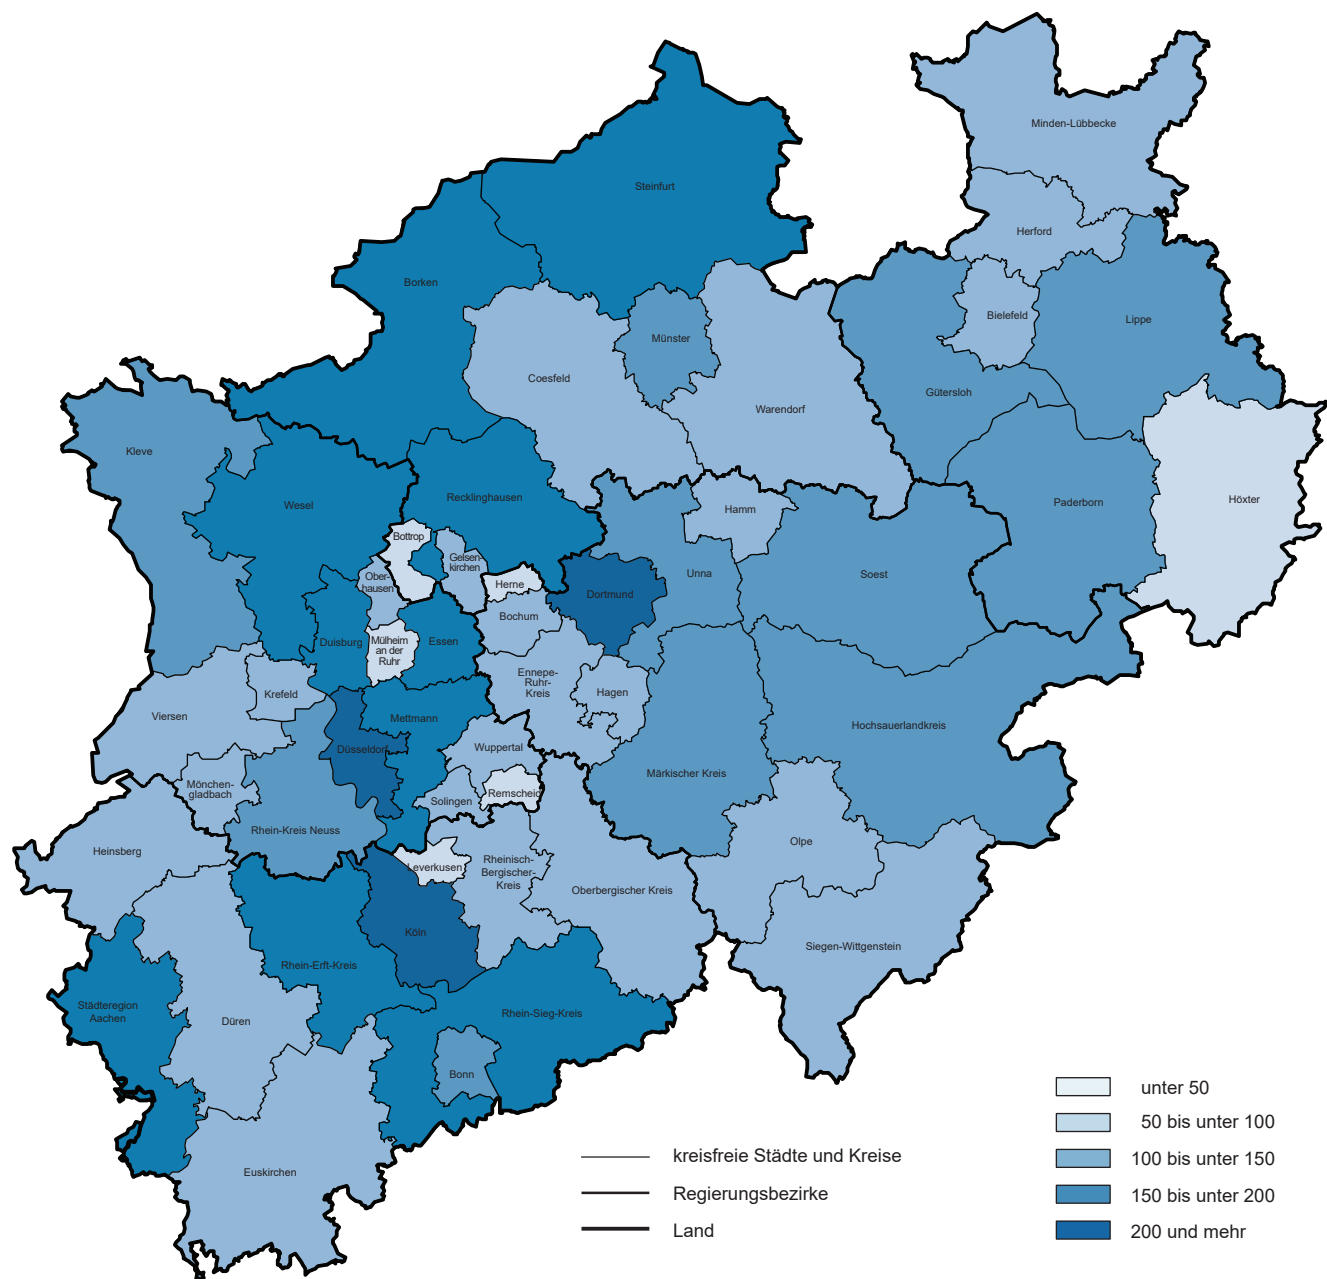 Minden-Lübbecke
Steinfurt
Herford
Borken
Bielefeld
Lippe
Münster
Coesfeld
Gütersloh
Warendorf
Kleve
Recklinghausen
Höxter
Wesel
Paderborn
Hamm
Bottrop
Gelsen-
kirchen
Unna
Soest
Ober-
hausen
Herne
Dortmund
Bochum
Duisburg
Mülheim
an der
Ruhr
Essen
Ennepe-
Ruhr-
Kreis
Hagen
Krefeld
Viersen
Mettmann
Hochsauerlandkreis
Düsseldorf
Wuppertal
Märkischer Kreis
Mönchen-
gladbach
Solingen
Remscheid
Rhein-Kreis Neuss
Olpe
Heinsberg
Leverkusen
Rheinisch-
Bergischer-
Kreis
Oberbergischer Kreis
Köln
Siegen-Wittgenstein
Rhein-Erft-Kreis
Städteregion
Aachen
Düren
Rhein-Sieg-Kreis
Bonn
Euskirchen
kreisfreie Städte und Kreise
Regierungsbezirke
Land
unter 50
50 bis unter 100
100 bis unter 150
150 bis unter 200
200 und mehr